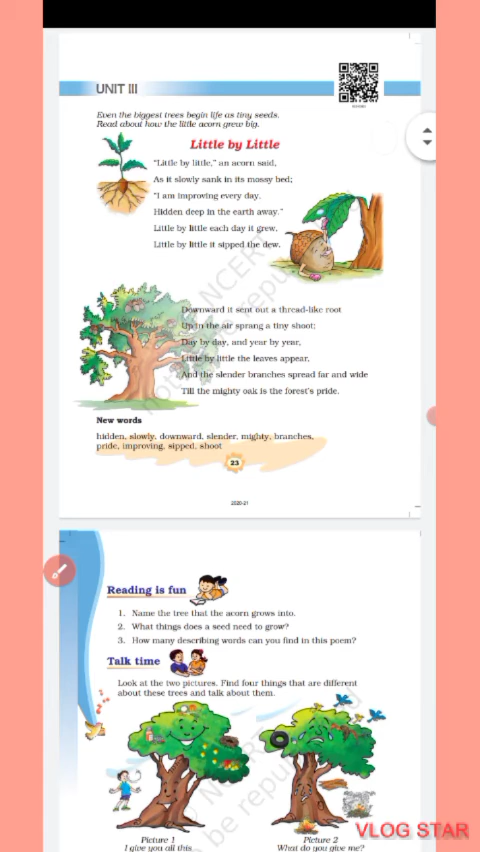 UNIT III
Even the biggest trees begin life as tiny seeds.
Read about how the little acorn grew big.
Little by Little
"Little by little," an acorn said,
As it slowly sank in its mossy bed;
"I am improving every day,
Hidden deep in the earth away."
Little by little each day it grew,
Little by little it sipped the dew,
Downward it sent out a thread-like root
Up in the air sprang a tiny shoot;
Day by day, and year by year,
Little by little the leaves appear,
And the slender branches spread far and wide
Till the mighty oak is the forest's pride.
New words
hidden, slowly, downward, slender, mighty, branches,
pride, improving, sipped, shoot
23
2020-21
Reading is fun
1. Name the tree that the acorn grows into.
2. What things does a seed need to grow?
3. How many describing words can you find in this poem?
Talk time
Look at the two pictures. Find four things that are different
about these trees and talk about them.
Picture 1
I give you all this
Picture 2
What do you give me?
VLOG STAR